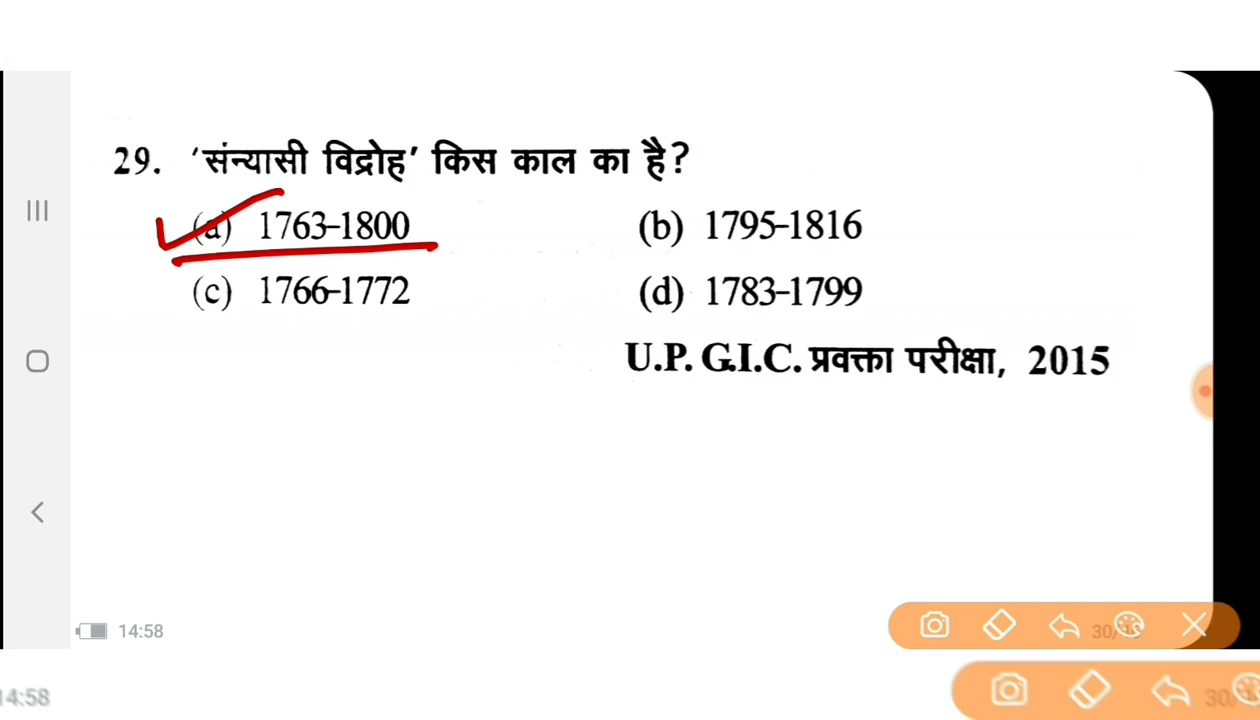 29. 'संन्यासी विद्रोह' किस काल का है?
(a) 1763-1800 (b) 1795-1816
(c) 1766-1772 (d) 1783-1799
U.P. G.I.C. प्रवक्ता परीक्षा, 2015
14:58
14:58